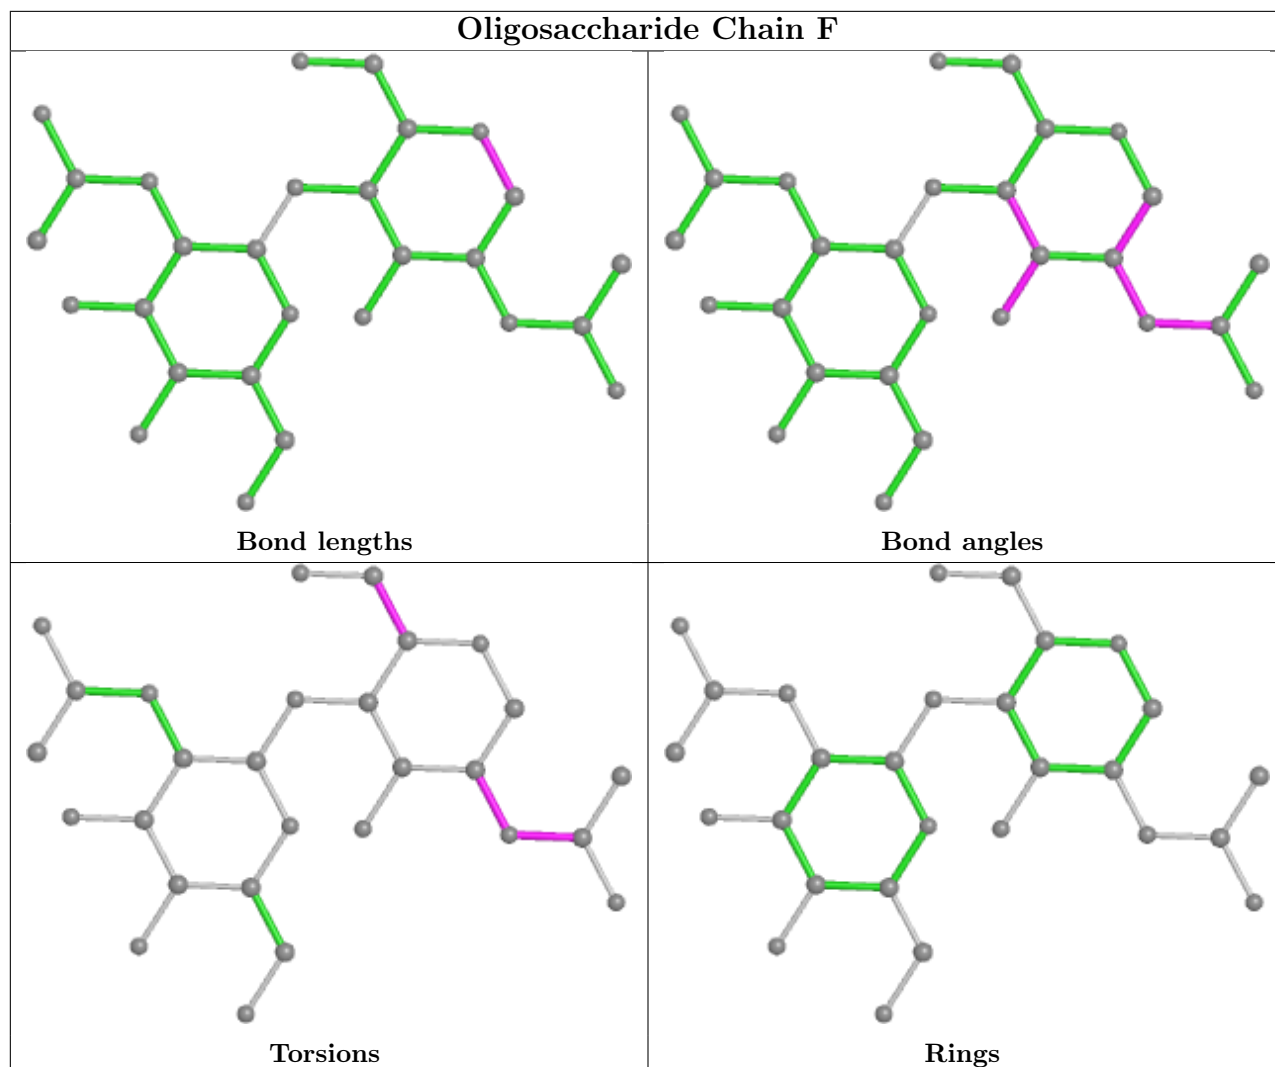 Oligosaccharide Chain F
Bond lengths
Bond angles
Torsions
Rings